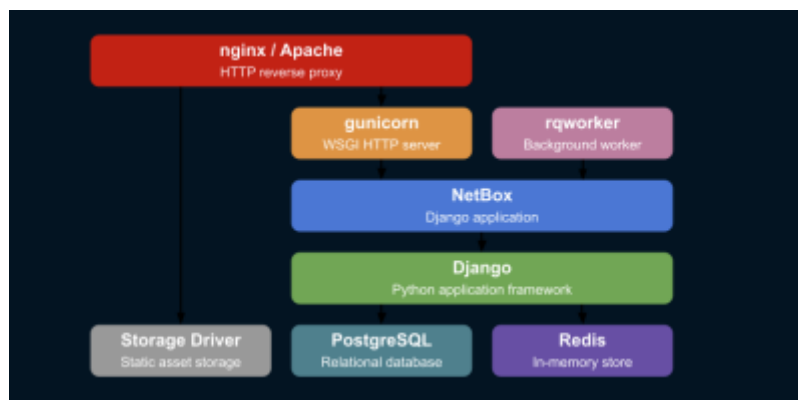 nginx / Apache
HTTP reverse proxy
gunicorn
WSGI HTTP server
rqworker
Background worker
NetBox
Django application
Django
Python application framework
Storage Driver
Static asset storage
PostgreSQL
Relational database
Redis
In-memory store